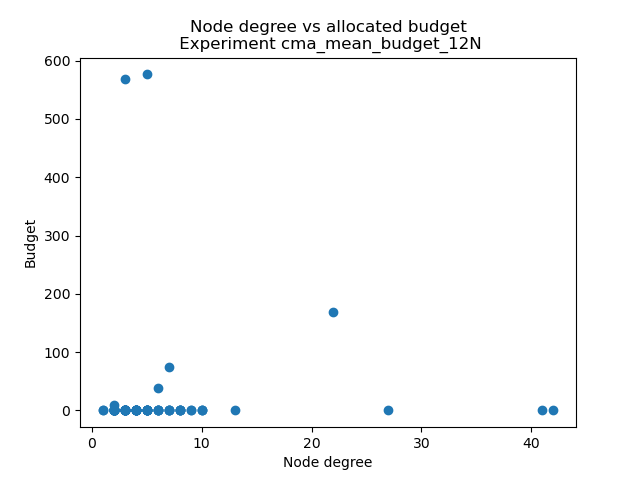 Node degree vs allocated budget
Experiment cma_mean_budget_12N
600
500
400
300
200
100
0
Budget
0 10 20 30 40
Node degree